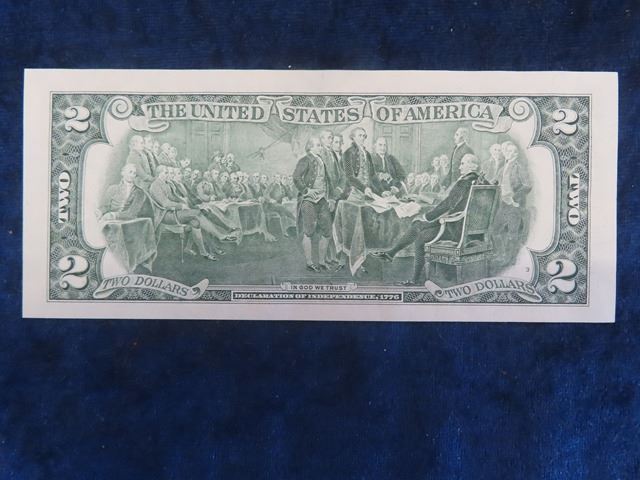 THE UNITED STATES OF AMERICA
2
2
TWO
TWO
2
2
TWO DOLLARS
TWO DOLLARS
3
IN GOD WE TRUST
DECLARATION OF INDEPENDENCE, 1776